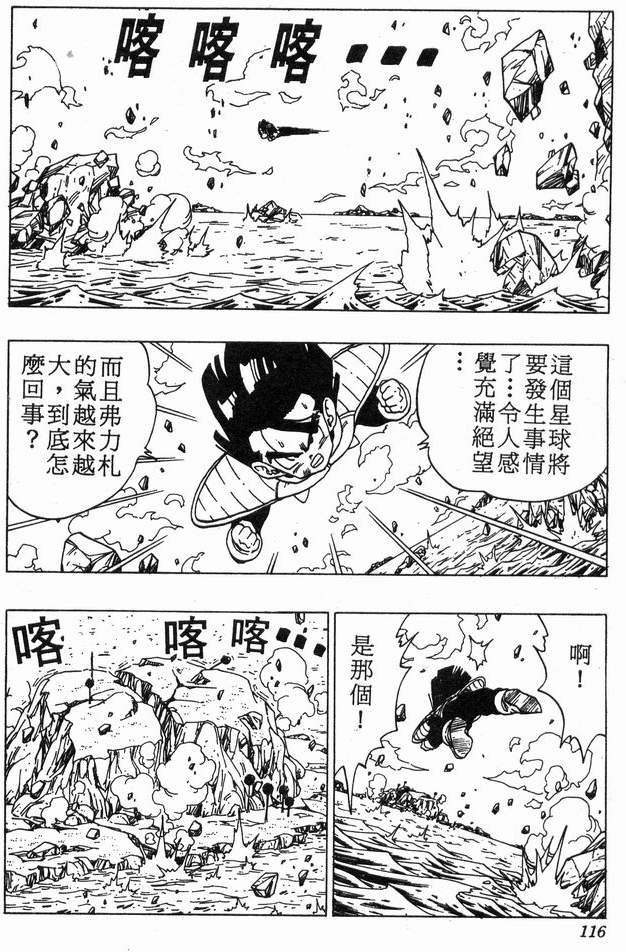 喀喀喀…
這個星球將
要發生事情
了…令人感
覺充滿絕望
…
而且弗力札
的氣越來越
大，到底怎
麼回事？
啊！
是那個！
喀喀喀…
116